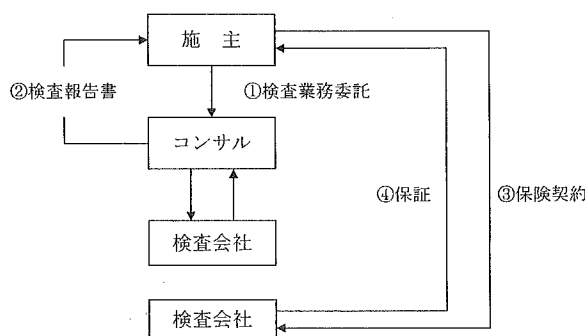 施主
②検査報告書
①検査業務委託
コンサル
④保証
③保険契約
検査会社
検査会社